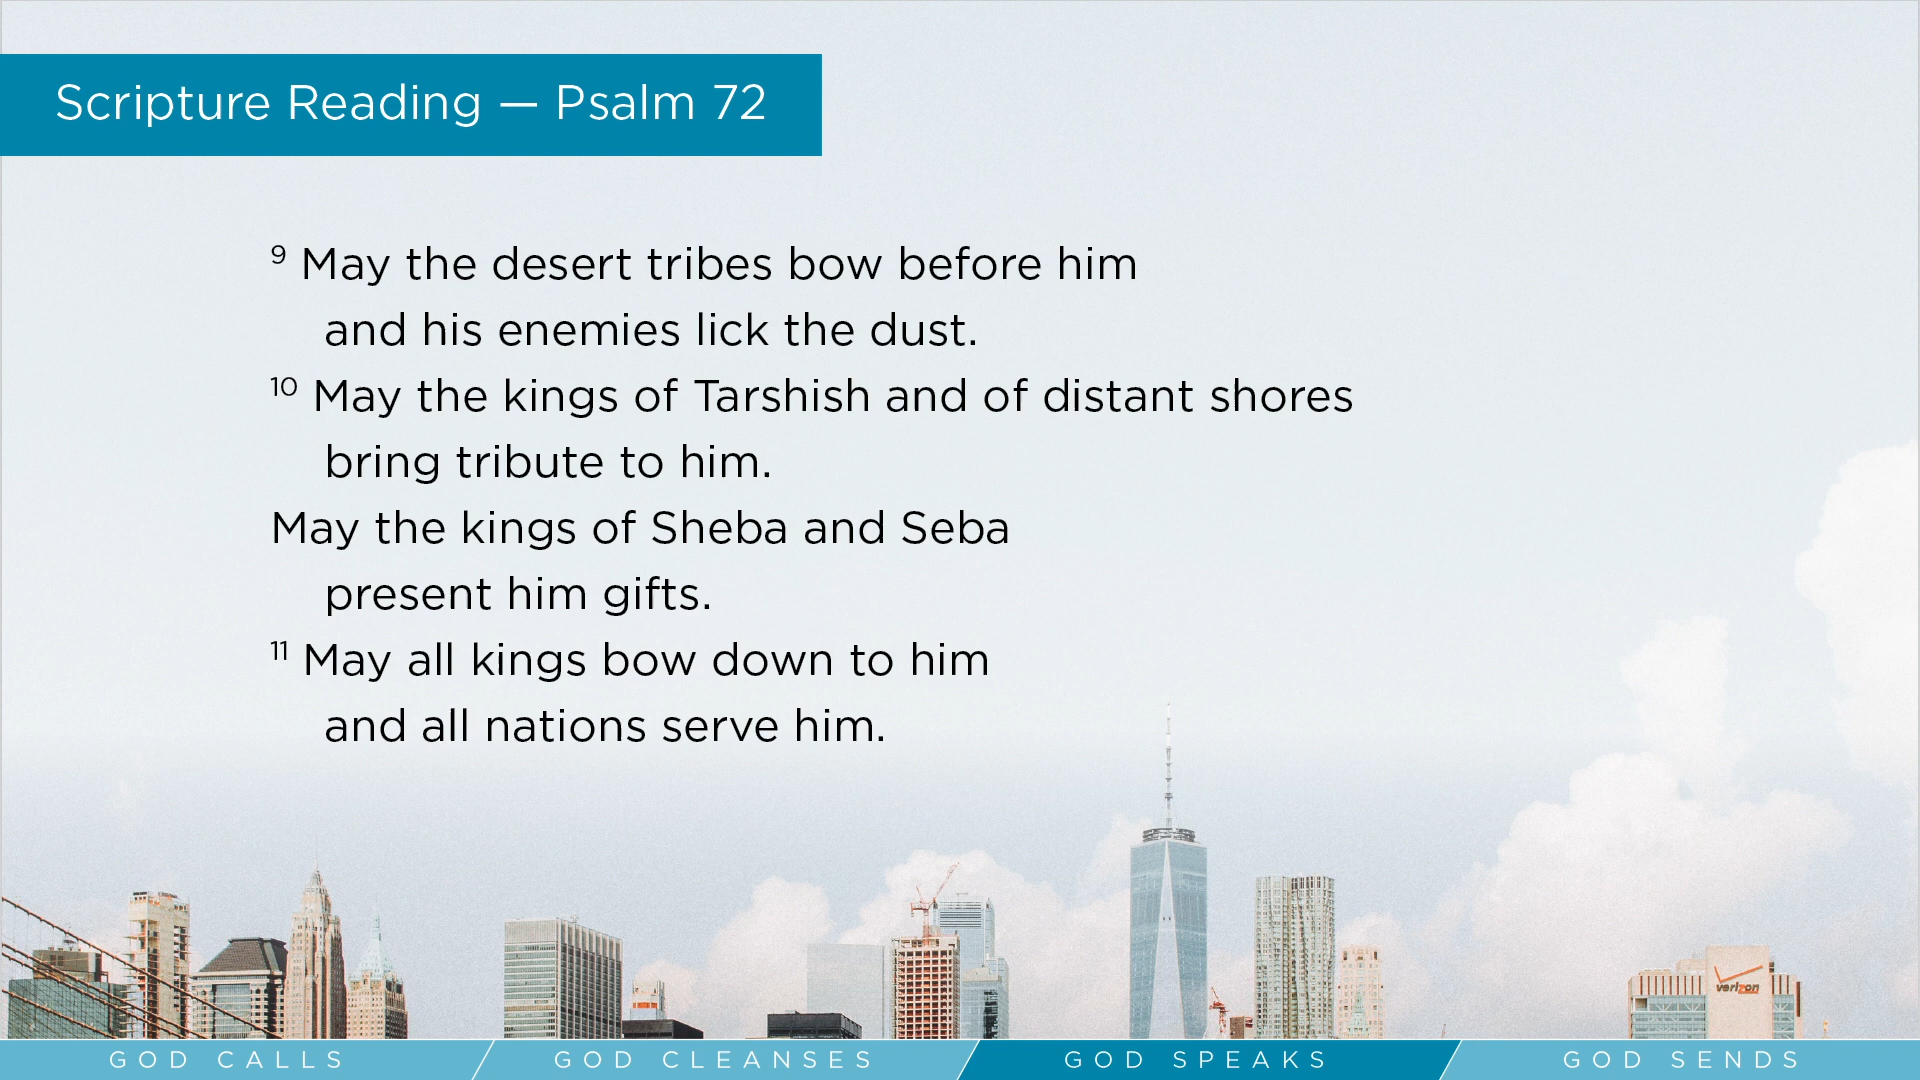 Scripture Reading — Psalm 72
9 May the desert tribes bow before him
and his enemies lick the dust.
10 May the kings of Tarshish and of distant shores
bring tribute to him.
May the kings of Sheba and Seba
present him gifts.
11 May all kings bow down to him
and all nations serve him.
verizon
GOD CALLS
GOD CLEANSES
GOD SPEAKS
GOD SENDS